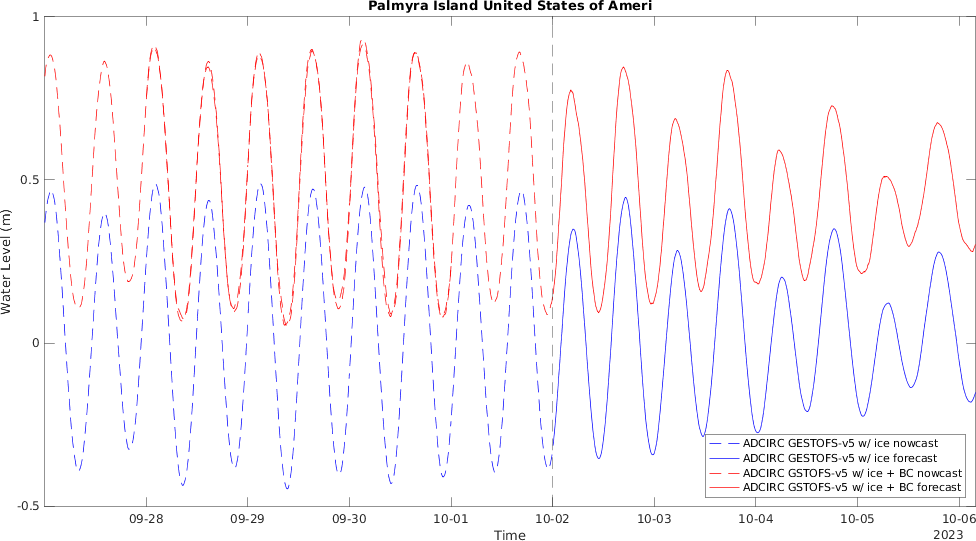 Palmyra Island United States of Ameri
1
0.5
0
-0.5
Water Level (m)
09-28
09-29
09-30
10-01
10-02
10-03
10-04
10-05
10-06
Time
2023
ADCIRC GESTOFS-v5 w/ ice nowcast
ADCIRC GESTOFS-v5 w/ ice forecast
ADCIRC GSTOFS-v5 w/ ice + BC nowcast
ADCIRC GSTOFS-v5 w/ ice + BC forecast